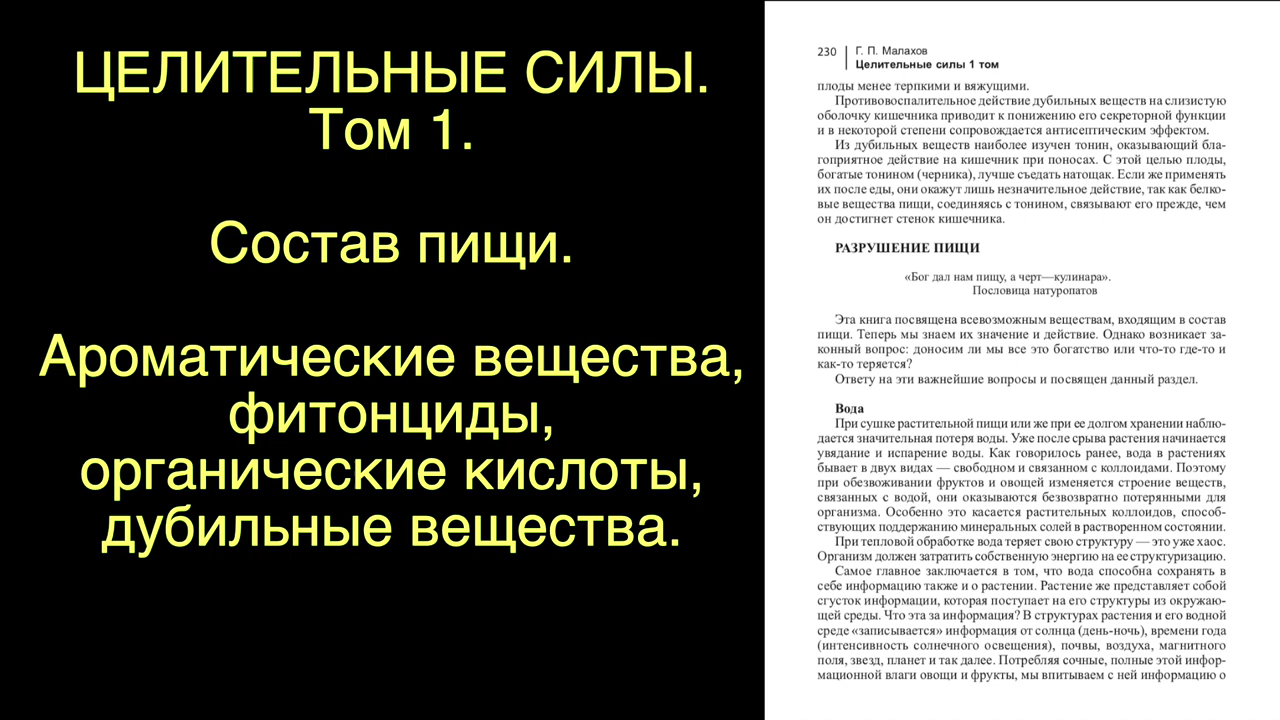 ЦЕЛИТЕЛЬНЫЕ СИЛЫ.
Том 1.
Состав пищи.
Ароматические вещества,
фитонциды,
органические кислоты,
дубильные вещества.
230 Г. П. Малахов
Целительные силы 1 том
плоды менее терпкими и вяжущими.
Противовоспалительное действие дубильных веществ на слизистую
оболочку кишечника приводит к понижению его секреторной функции
и в некоторой степени сопровождается антисептическим эффектом.
Из дубильных веществ наиболее изучен тонин, оказывающий бла-
гоприятное действие на кишечник при поносах. С этой целью плоды,
богатые тонином (черника), лучше съедать натощак. Если же применять
их после еды, они окажут лишь незначительное действие, так как белко-
вые вещества пищи, соединяясь с тонином, связывают его прежде, чем
он достигнет стенок кишечника.
РАЗРУШЕНИЕ ПИЩИ
«Бог дал нам пищу, а черт—кулинара».
Пословица натуропатов
Эта книга посвящена всевозможным веществам, входящим в состав
пищи. Теперь мы знаем их значение и действие. Однако возникает за-
конный вопрос: доносим ли мы все это богатство или что-то где-то и
как-то теряется?
Ответу на эти важнейшие вопросы и посвящен данный раздел.
Вода
При сушке растительной пищи или же при ее долгом хранении наблю-
дается значительная потеря воды. Уже после срыва растения начинается
увядание и испарение воды. Как говорилось ранее, вода в растениях
бывает в двух видах — свободном и связанном с коллоидами. Поэтому
при обезвоживании фруктов и овощей изменяется строение веществ,
связанных с водой, они оказываются безвозвратно потерянными для
организма. Особенно это касается растительных коллоидов, способ-
ствующих поддержанию минеральных солей в растворенном состоянии.
При тепловой обработке вода теряет свою структуру — это уже хаос.
Организм должен затратить собственную энергию на ее структуризацию.
Самое главное заключается в том, что вода способна сохранять в
себе информацию также и о растении. Растение же представляет собой
сгусток информации, которая поступает на его структуры из окружаю-
щей среды. Что эта за информация? В структурах растения и его водной
среде «записывается» информация от солнца (день-ночь), времени года
(интенсивность солнечного освещения), почвы, воздуха, магнитного
поля, звезд, планет и так далее. Потребляя сочные, полные этой инфор-
мационной влаги овощи и фрукты, мы впитываем с ней информацию о